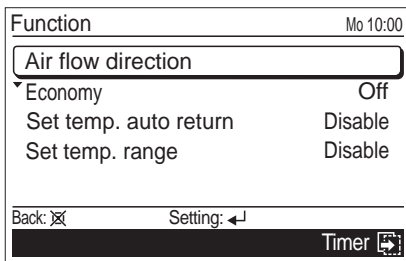 Function Mo 10:00
Air flow direction
Economy Off
Set temp. auto return Disable
Set temp. range Disable
Back: Setting:
Timer